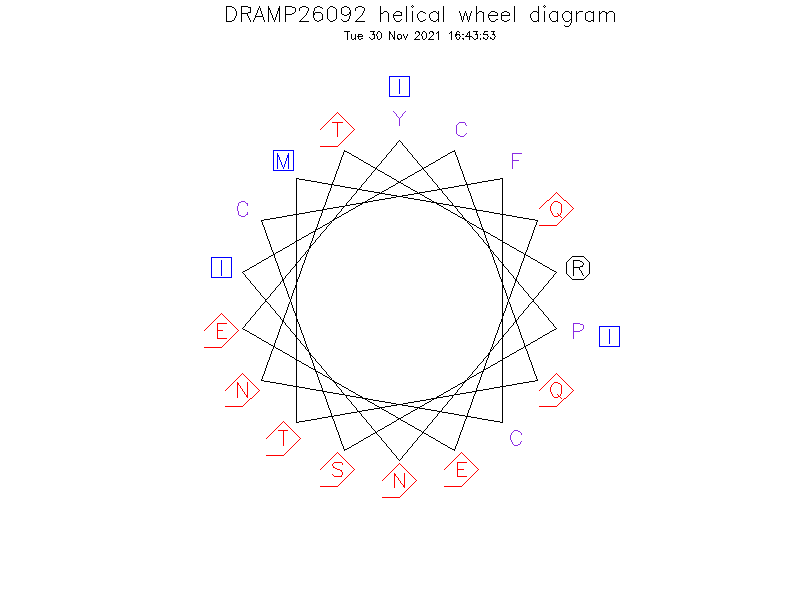 DRAMP26092 helical wheel diagram
Tue 30 Nov 2021 16:43:53
I
T Y C
M F
C Q
I R
E P I
N Q
T C
S N E